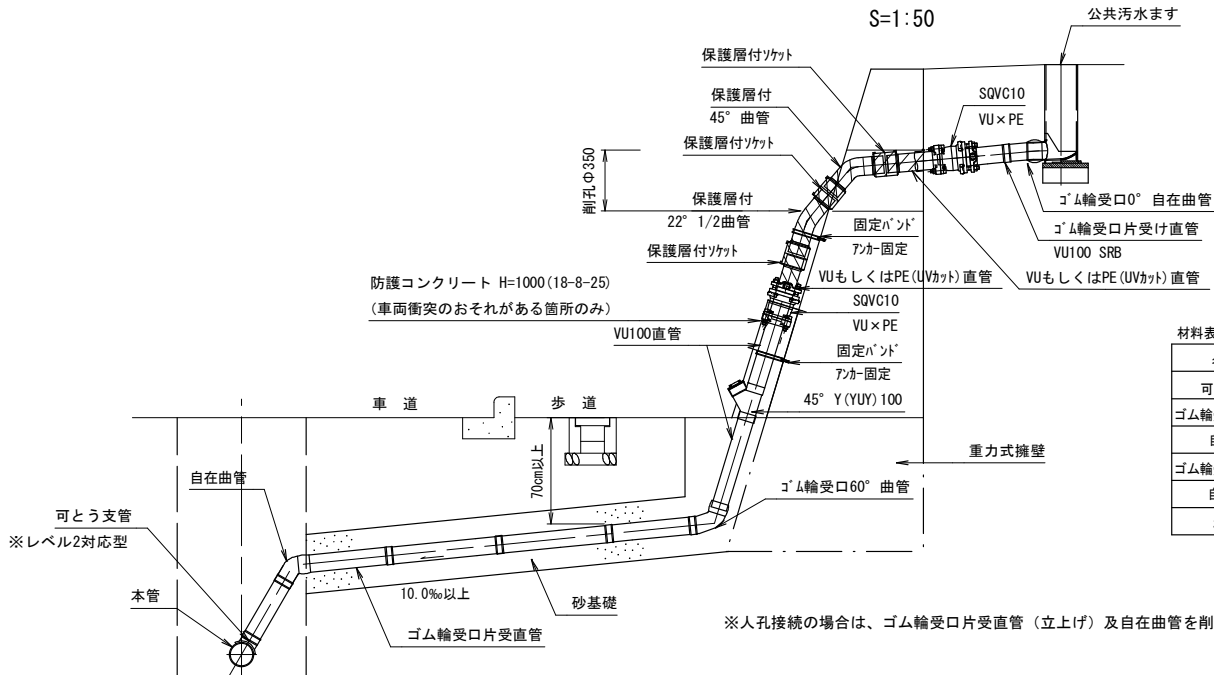 S=1:50
公共汚水ます
保護層付ソケット
保護層付
45° 曲管
SQVC10
VU×PE
保護層付ソケット
削孔Φ350
保護層付
22° 1/2曲管
ゴム輪受口0° 自在曲管
固定バンド
アンカー固定
ゴム輪受口片受け直管
VU100 SRB
保護層付ソケット
VUもしくはPE(UVカット)直管
VUもしくはPE(UVカット)直管
防護コンクリート H=1000(18-8-25)
(車両衝突のおそれがある箇所のみ)
SQVC10
VU×PE
VU100直管
固定バンド
アンカー固定
材料表
可
ゴム輪
ゴム輪
45° Y(YUY)100
車 道
歩 道
70cm以上
重力式擁壁
自在曲管
ゴム輪受口60° 曲管
可とう支管
※レベル2対応型
本管
10.0‰以上
砂基礎
ゴム輪受口片受直管
※人孔接続の場合は、ゴム輪受口片受直管（立上げ）及び自在曲管を削